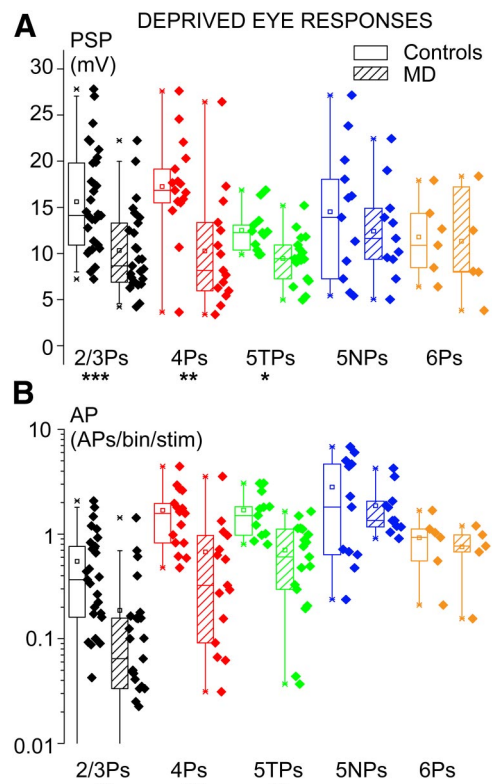 A
DEPRIVED EYE RESPONSES
PSP
(mV)
Controls
MD
30
25
20
15
10
5
0
2/3Ps 4Ps 5TPs 5NPs 6Ps
*** ** *
B
AP
(APs/bin/stim)
10
1
0.1
0.01
2/3Ps 4Ps 5TPs 5NPs 6Ps